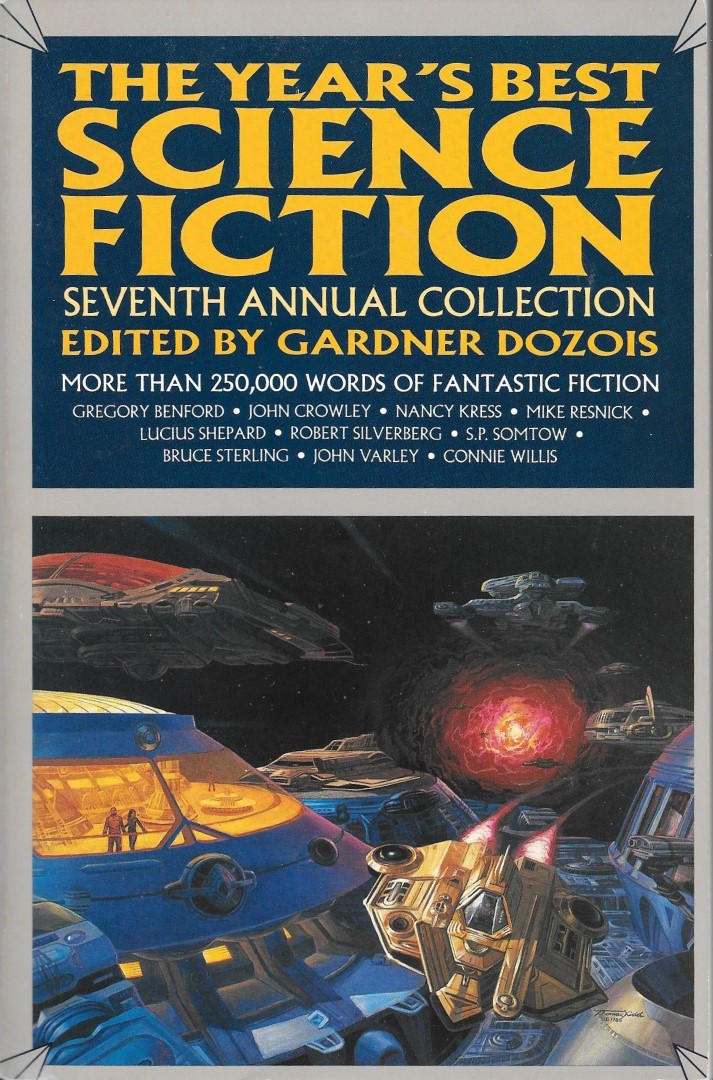 THE YEAR'S BEST
SCIENCE
FICTION
SEVENTH ANNUAL COLLECTION
EDITED BY GARDNER DOZOIS
MORE THAN 250,000 WORDS OF FANTASTIC FICTION
GREGORY BENFORD • JOHN CROWLEY • NANCY KRESS • MIKE RESNICK •
LUCIUS SHEPARD • ROBERT SILVERBERG • S.P. SOMTOW •
BRUCE STERLING • JOHN VARLEY • CONNIE WILLIS
Thomas Kidd